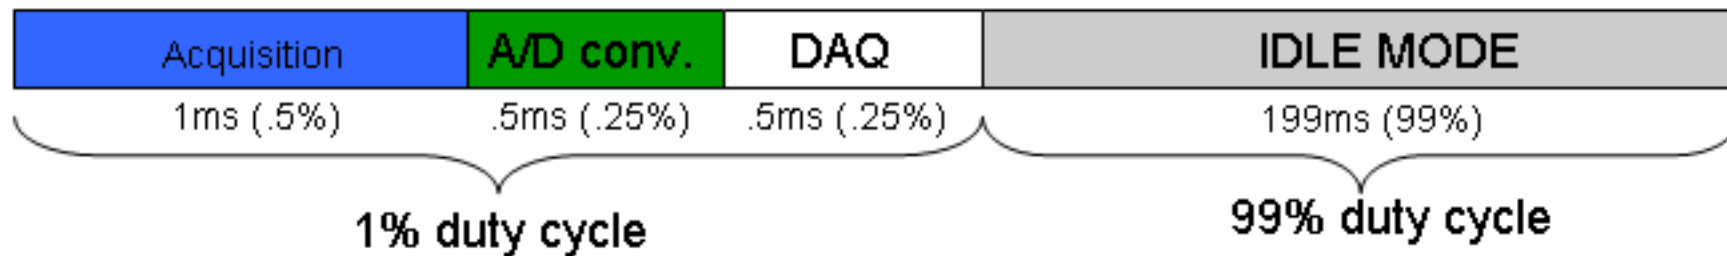 Acquisition A/D conv. DAQ IDLE MODE
1ms (.5%) .5ms (.25%) .5ms (.25%) 199ms (99%)
1% duty cycle 99% duty cycle